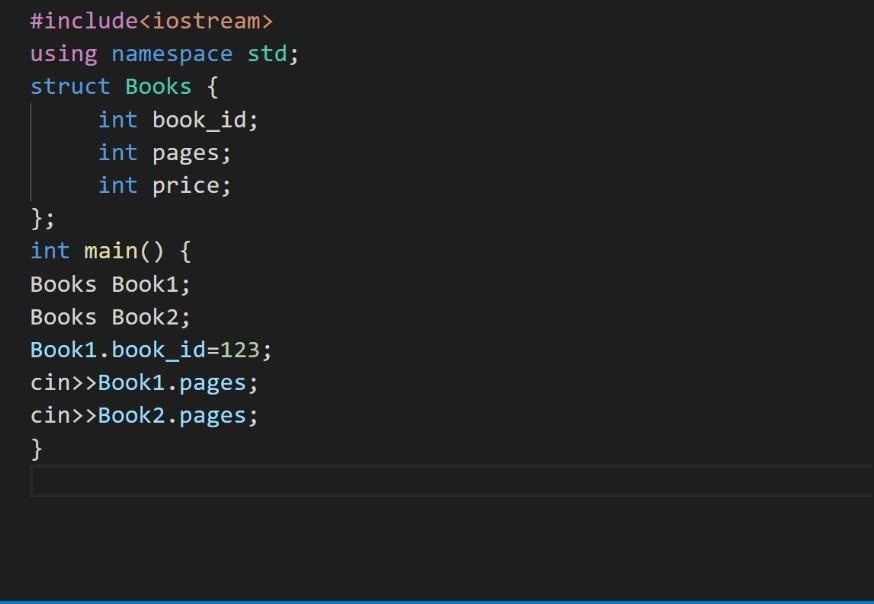 #include<iostream>
using namespace std;
struct Books {
     int book_id;
     int pages;
     int price;
};
int main() {
Books Book1;
Books Book2;
Book1.book_id=123;
cin>>Book1.pages;
cin>>Book2.pages;
}